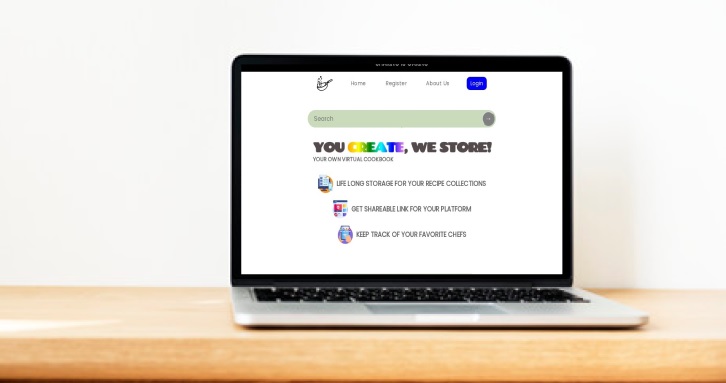 Home Register About Us Login
Search
YOU CREATE, WE STORE!
YOUR OWN VIRTUAL COOKBOOK
LIFE LONG STORAGE FOR YOUR RECIPE COLLECTIONS
GET SHAREABLE LINK FOR YOUR PLATFORM
KEEP TRACK OF YOUR FAVORITE CHEFS